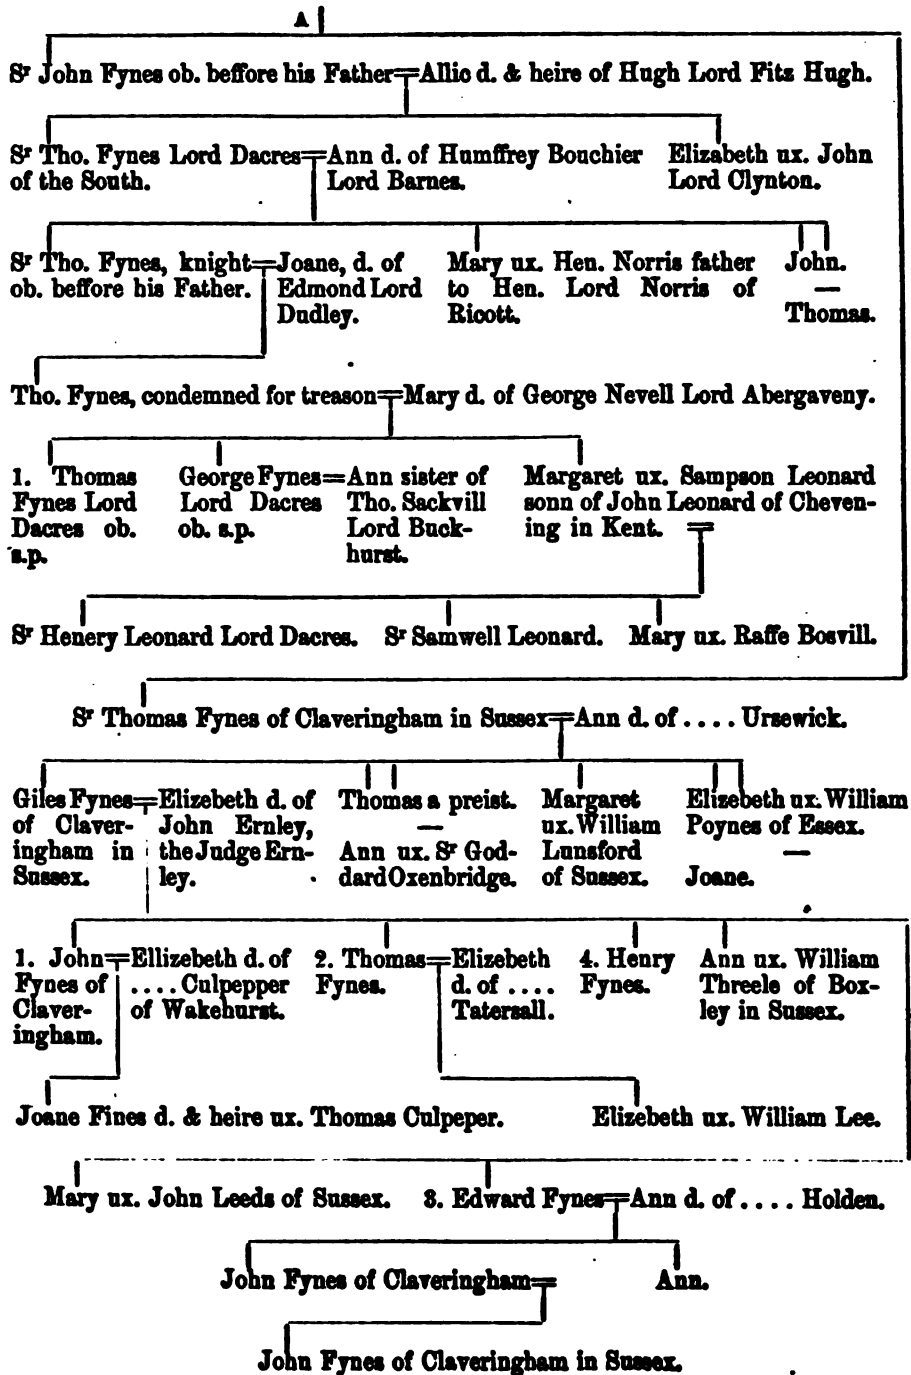 A
Sr John Fynes ob. beffore his Father=Allic d. & heire of Hugh Lord Fitz Hugh.
Sr Tho. Fynes Lord Dacres=
of the South.
Ann d. of Humffrey Bouchier
Lord Barnes.
Elizabeth ux. John
Lord Clynton.
Sr Tho. Fynes, knight=
ob. beffore his Father.
Joane, d. of
Edmond Lord
Dudley.
Mary ux. Hen. Norris father
to Hen. Lord Norris of
Ricott.
John.
—
Thomas.
Tho. Fynes, condemned for treason=Mary d. of George Nevell Lord Abergaveny.
1. Thomas
Fynes Lord
Dacres ob.
s.p.
George Fynes=
Lord Dacres
ob. s.p.
Ann sister of
Tho. Sackvill
Lord Buck-
hurst.
Margaret ux. Sampson Leonard
sonn of John Leonard of Cheven-
ing in Kent. =
Sr Henery Leonard Lord Dacres.
Sr Samwell Leonard.
Mary ux. Raffe Bosvill.
Sr Thomas Fynes of Claveringham in Sussex=Ann d. of .... Ursewick.
Giles Fynes=
of Claver-
ingham in
Sussex.
Elizebeth d. of
John Ernley,
the Judge Ern-
ley.
Thomas a preist.
—
Ann ux. Sr God-
dard Oxenbridge.
Margaret
ux. William
Lunsford
of Sussex.
Elizebeth ux. William
Poynes of Essex.
—
Joane.
1. John=
Fynes of
Claver-
ingham.
Ellizebeth d. of
.... Culpepper
of Wakehurst.
2. Thomas=
Fynes.
Elizebeth
d. of ....
Tatersall.
4. Henry
Fynes.
Ann ux. William
Threele of Box-
ley in Sussex.
Joane Fines d. & heire ux. Thomas Culpeper.
Elizebeth ux. William Lee.
Mary ux. John Leeds of Sussex.
3. Edward Fynes=Ann d. of .... Holden.
John Fynes of Claveringham=
Ann.
John Fynes of Claveringham in Sussex.